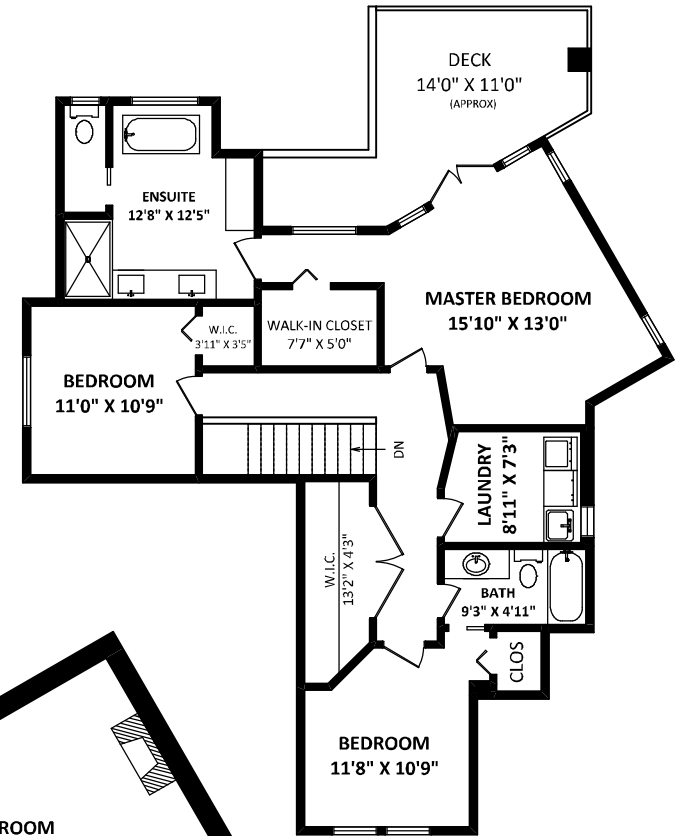 DECK
14'0" X 11'0"
(APPROX)
ENSUITE
12'8" X 12'5"
MASTER BEDROOM
15'10" X 13'0"
W.I.C.
3'11" X 3'5"
WALK-IN CLOSET
7'7" X 5'0"
BEDROOM
11'0" X 10'9"
DN
LAUNDRY
8'11" X 7'3"
W.I.C.
13'2" X 4'3"
BATH
9'3" X 4'11"
CLOS
BEDROOM
11'8" X 10'9"
ROOM